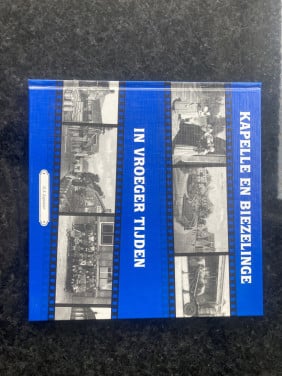 KAPELLE EN BIEZELINGE
IN VROEGER TIJDEN